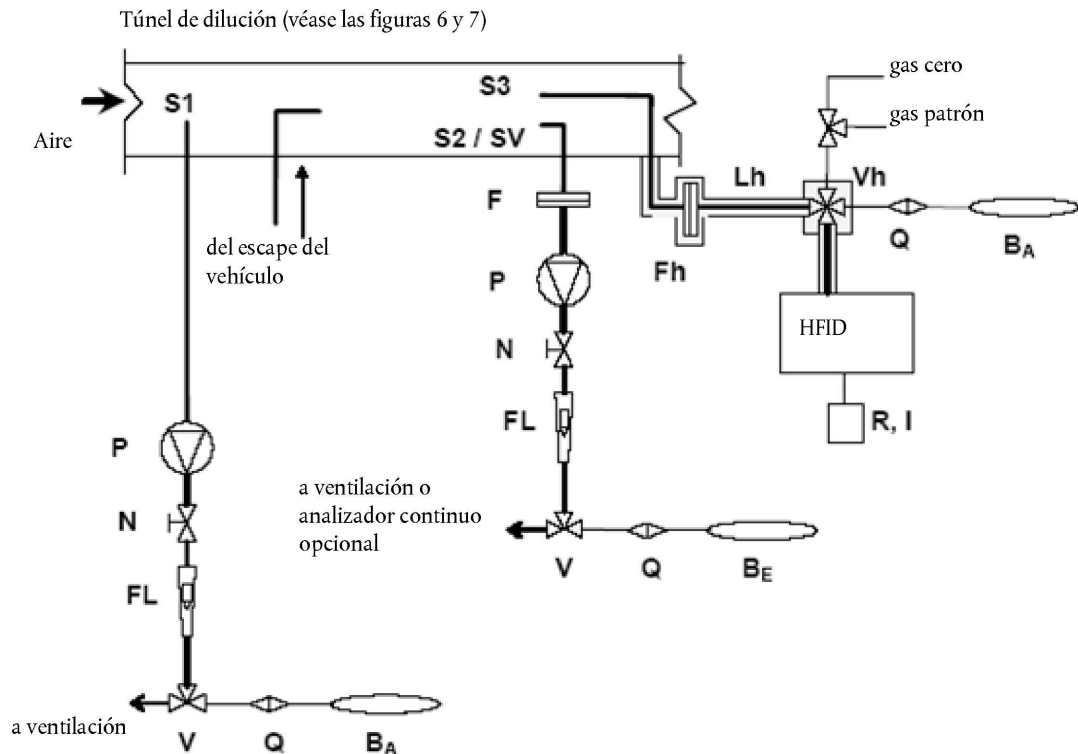 Túnel de dilución (véase las figuras 6 y 7)
gas cero
S3
S1
gas patrón
Aire
S2 / SV
Lh
Vh
F
del escape del
vehículo
Q
BA
Fh
P
HFID
N
R, I
FL
P
a ventilación o
analizador continuo
opcional
N
V
Q
BE
FL
a ventilación
V
Q
BA